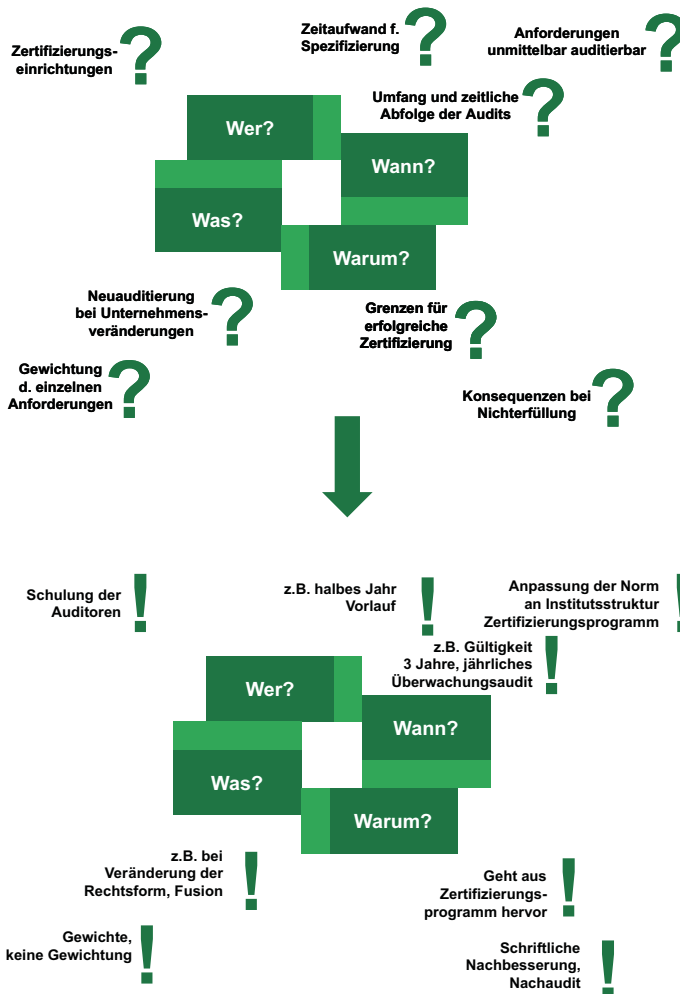 Zertifizierungs-
einrichtungen
?
Zeitaufwand f.
Spezifizierung
?
Anforderungen
unmittelbar auditierbar
?
Umfang und zeitliche
Abfolge der Audits
?
Wer?
Wann?
Was?
Warum?
Neuauditierung
bei Unternehmens-
veränderungen
?
Grenzen für
erfolgreiche
Zertifizierung
?
Gewichtung
d. einzelnen
Anforderungen
?
Konsequenzen bei
Nichterfüllung
?
Schulung der
Auditoren
!
z.B. halbes Jahr
Vorlauf
!
Anpassung der Norm
an Institutsstruktur
Zertifizierungsprogramm
!
z.B. Gültigkeit
3 Jahre, jährliches
Überwachungsaudit
!
Wer?
Wann?
Was?
Warum?
z.B. bei
Veränderung der
Rechtsform, Fusion
!
Geht aus
Zertifizierungs-
programm hervor
!
Gewichte,
keine Gewichtung
!
Schriftliche
Nachbesserung,
Nachaudit
!